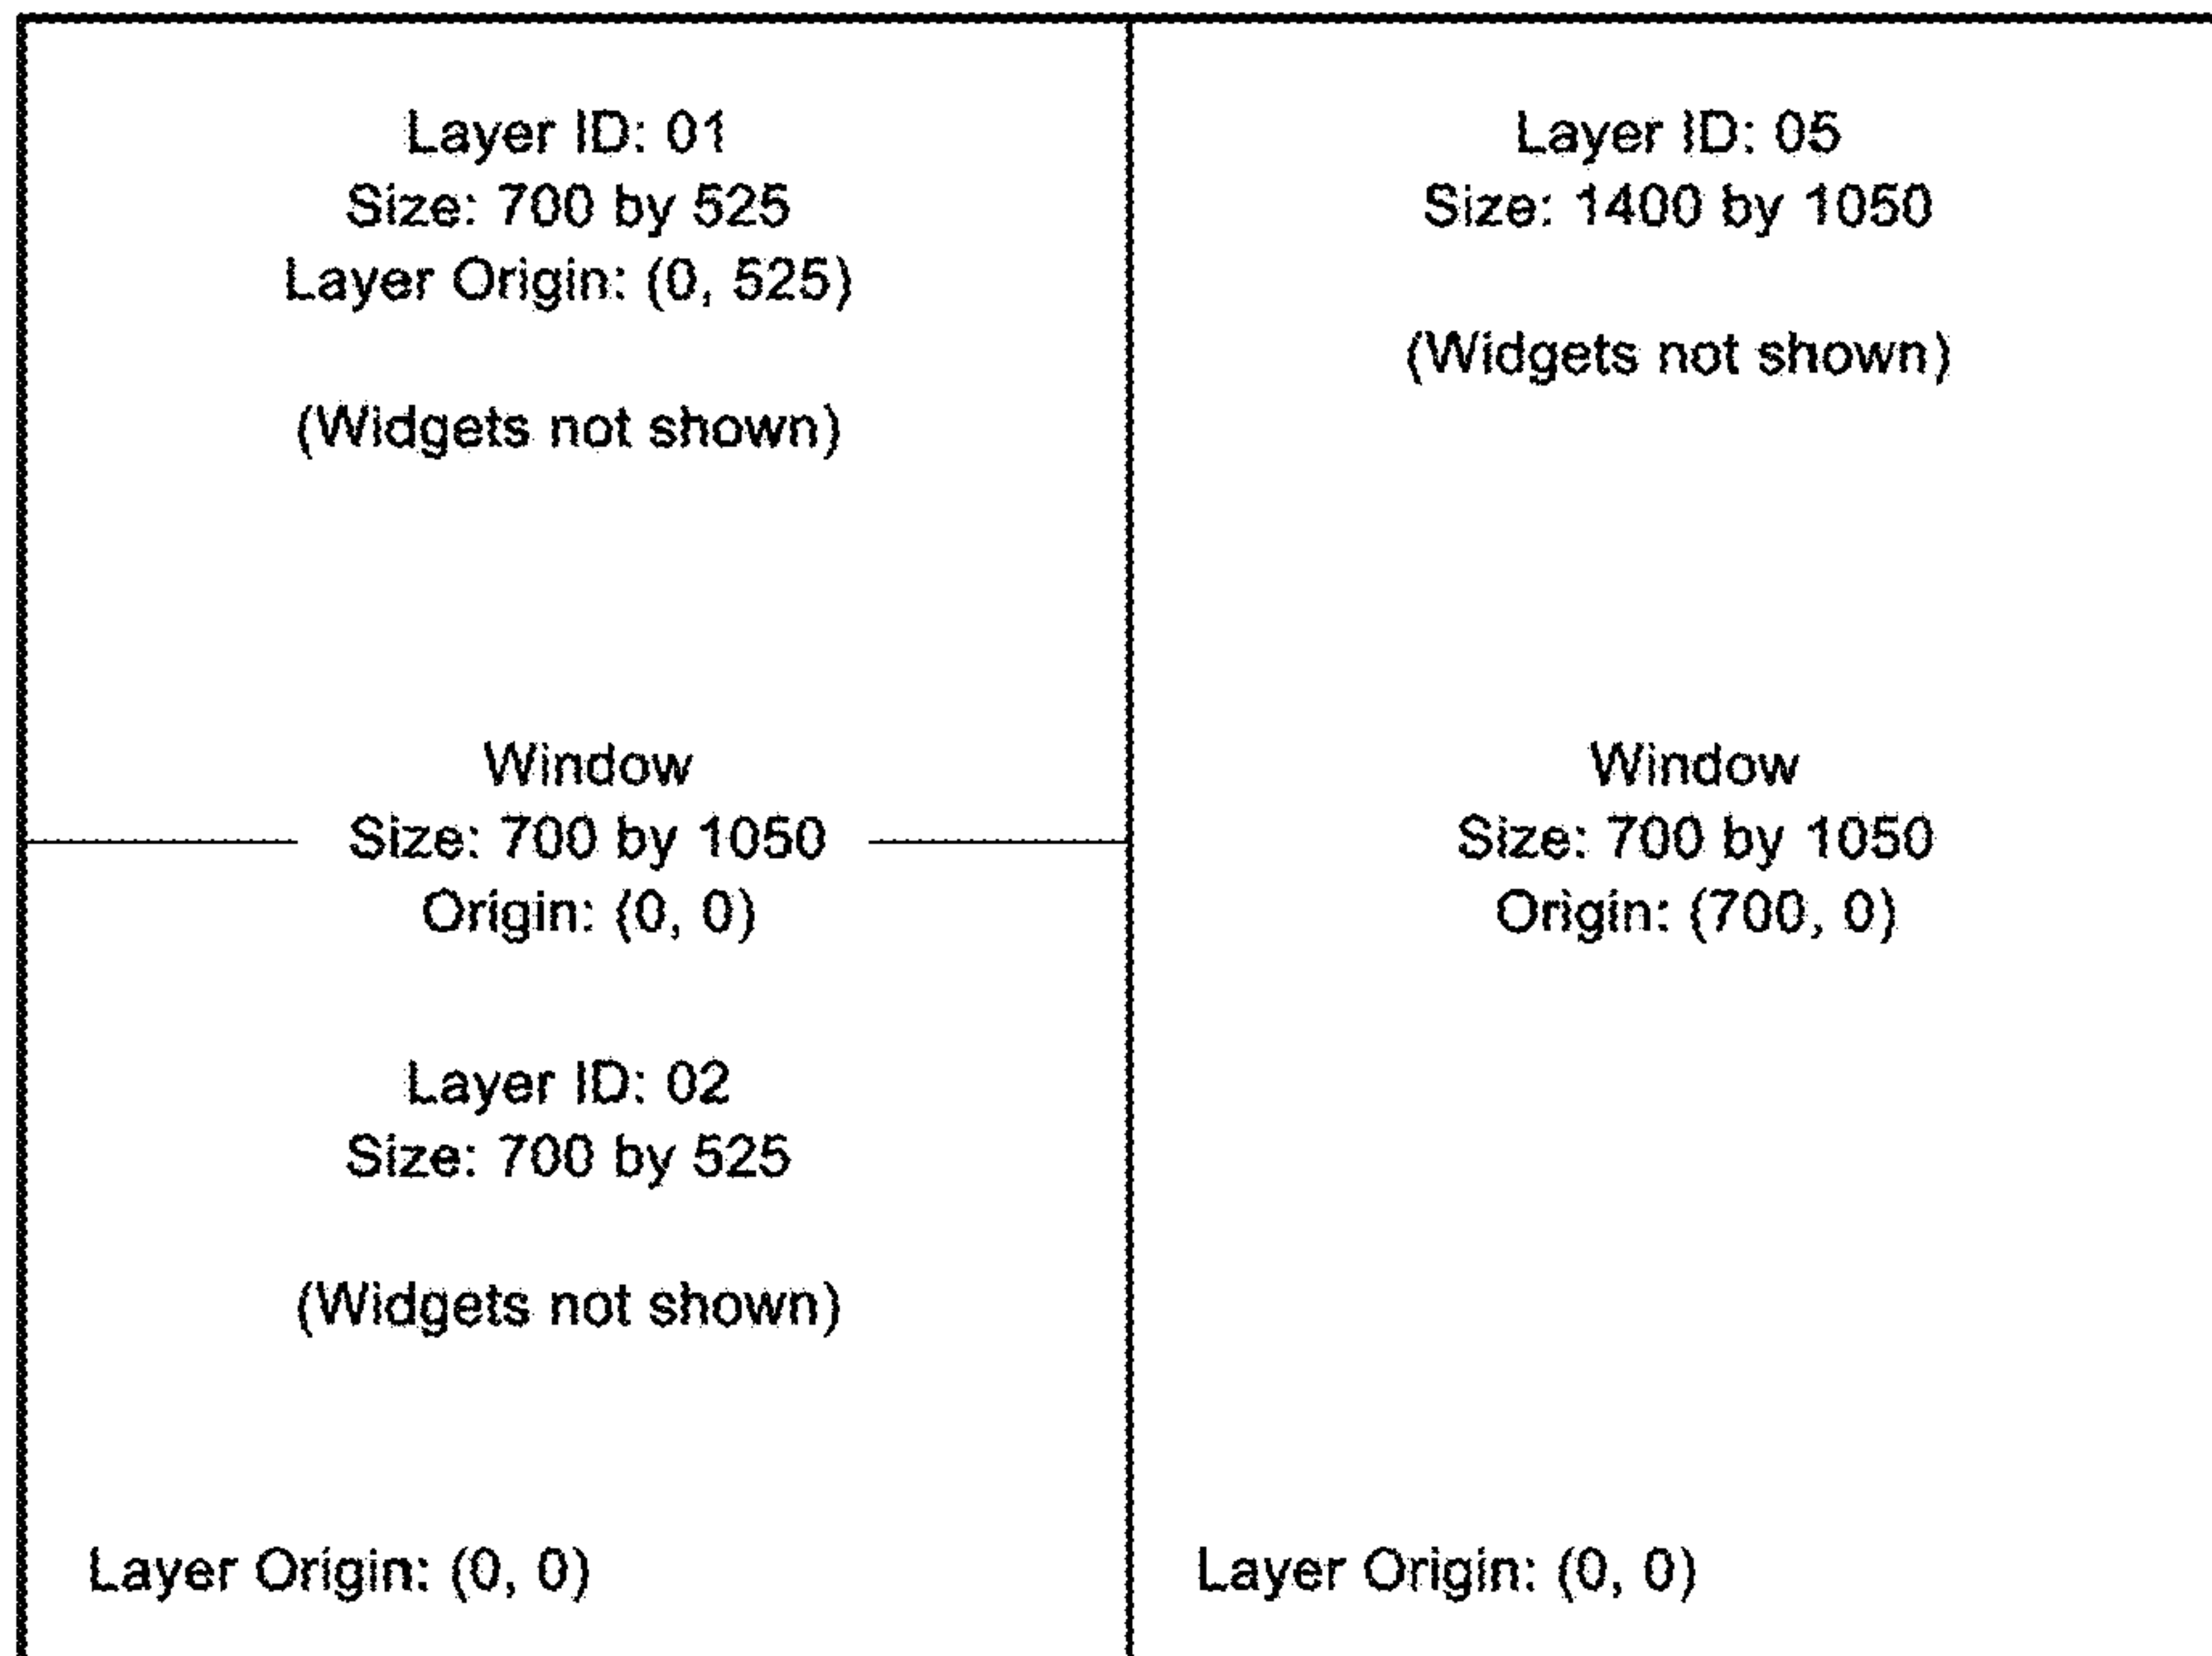 Layer ID: 01
Size: 700 by 525
Layer Origin: (0, 525)
(Widgets not shown)
Window
Size: 700 by 1050
Origin: (0, 0)
Layer ID: 02
Size: 700 by 525
(Widgets not shown)
Layer Origin: (0, 0)
Layer ID: 05
Size: 1400 by 1050
(Widgets not shown)
Window
Size: 700 by 1050
Origin: (700, 0)
Layer Origin: (0, 0)